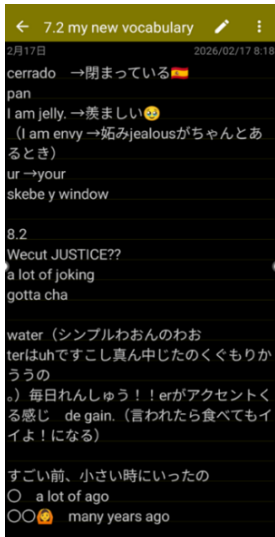 7.2 my new vocabulary
2月17日 2026/02/17 8:18
cerrado →閉まっている🇪🇸
pan
I am jelly. →羨ましい🥹
（I am envy →妬みjealousがちゃんとあ
るとき）
ur →your
skebe y window
8.2
Wecut JUSTICE??
a lot of joking
gotta cha
water（シンプルわおんのわお
terはuhですこし真ん中じたのくぐもりか
ううの
。）毎日れんしゅう！！erがアクセントく
る感じ de gain.（言われたら食べてもイ
イよ！になる）
すごい前、小さい時にいったの
○ a lot of ago
○○🙆 many years ago